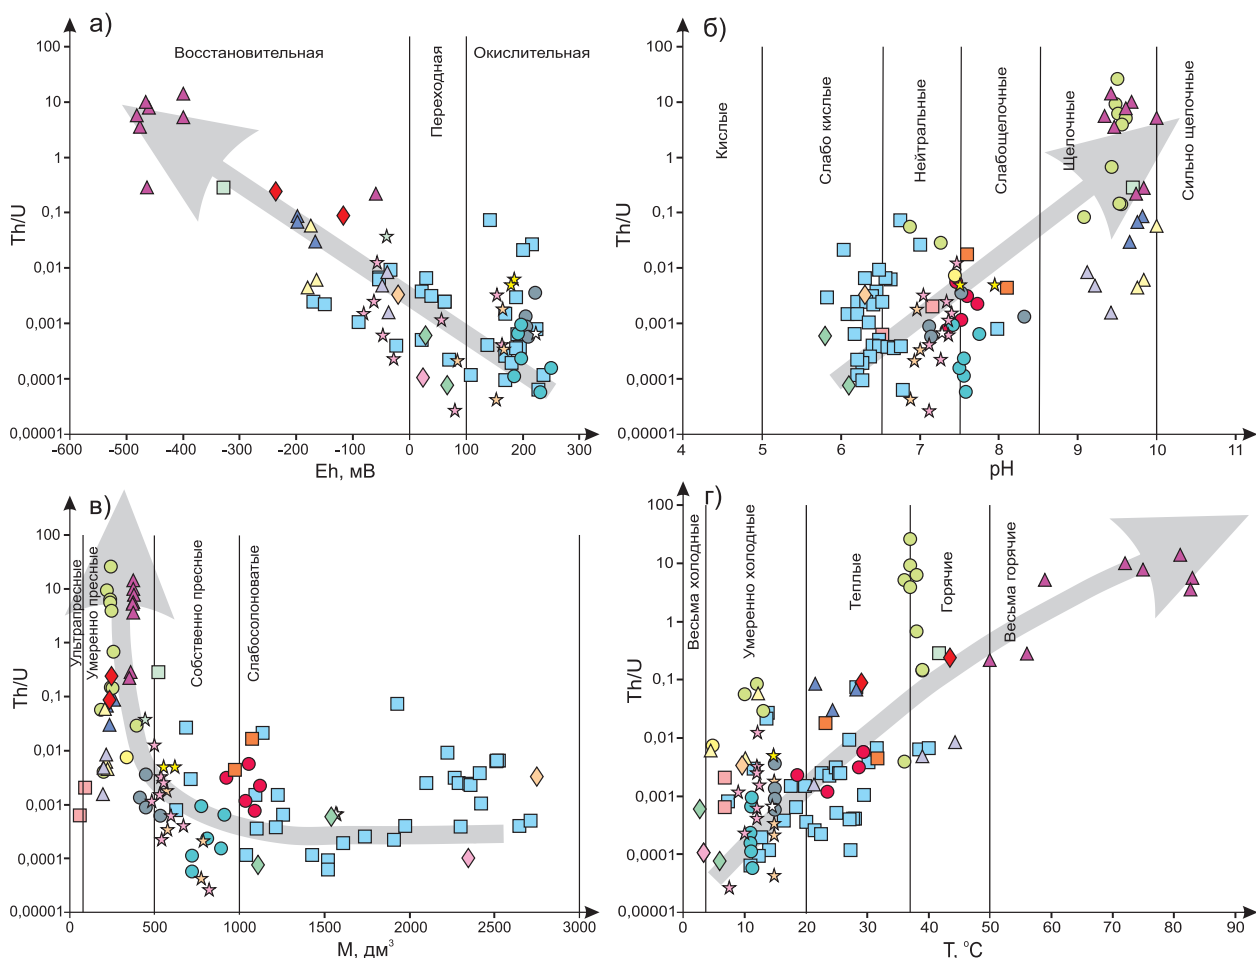 а)
Восстановительная
Переходная
Окислительная
100
10
1
0,1
0,01
0,001
0,0001
0,00001
Th/U
-600
-500
-400
-300
-200
-100
0
100
200
300
Eh, мВ
б)
Кислые
Слабо кислые
Нейтральные
Слабощелочные
Щелочные
Сильно щелочные
100
10
1
0,1
0,01
0,001
0,0001
0,00001
Th/U
4
5
6
7
8
9
10
11
pH
в)
Ультрапресные
Умеренно пресные
Собственно пресные
Слабосолоноватые
100
10
1
0,1
0,01
0,001
0,0001
0,00001
Th/U
0
500
1000
1500
2000
2500
3000
М, дм³
г)
Весьма холодные
Умеренно холодные
Теплые
Горячие
Весьма горячие
100
10
1
0,1
0,01
0,001
0,0001
0,00001
Th/U
0
10
20
30
40
50
60
70
80
90
T, °C